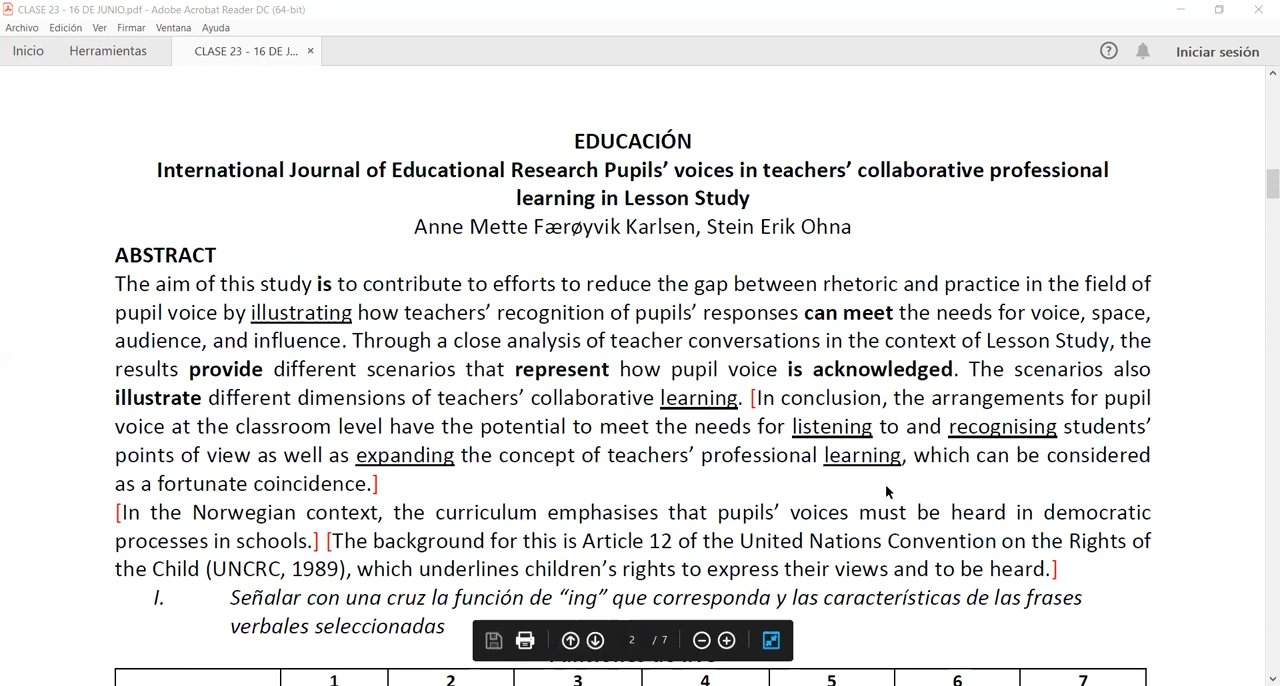 CLASE 23 - 16 DE JUNIO.pdf - Adobe Acrobat Reader DC (64-bit)
Archivo Edición Ver Firmar Ventana Ayuda
Inicio Herramientas CLASE 23 - 16 DE J... × Iniciar sesión
EDUCACIÓN
International Journal of Educational Research Pupils’ voices in teachers’ collaborative professional
learning in Lesson Study
Anne Mette Færøyvik Karlsen, Stein Erik Ohna
ABSTRACT
The aim of this study is to contribute to efforts to reduce the gap between rhetoric and practice in the field of
pupil voice by illustrating how teachers’ recognition of pupils’ responses can meet the needs for voice, space,
audience, and influence. Through a close analysis of teacher conversations in the context of Lesson Study, the
results provide different scenarios that represent how pupil voice is acknowledged. The scenarios also
illustrate different dimensions of teachers’ collaborative learning. [In conclusion, the arrangements for pupil
voice at the classroom level have the potential to meet the needs for listening to and recognising students’
points of view as well as expanding the concept of teachers’ professional learning, which can be considered
as a fortunate coincidence.]
[In the Norwegian context, the curriculum emphasises that pupils’ voices must be heard in democratic
processes in schools.] [The background for this is Article 12 of the United Nations Convention on the Rights of
the Child (UNCRC, 1989), which underlines children’s rights to express their views and to be heard.]
I. Señalar con una cruz la función de “ing” que corresponda y las características de las frases
verbales seleccionadas
2 / 7
1 2 3 4 5 6 7